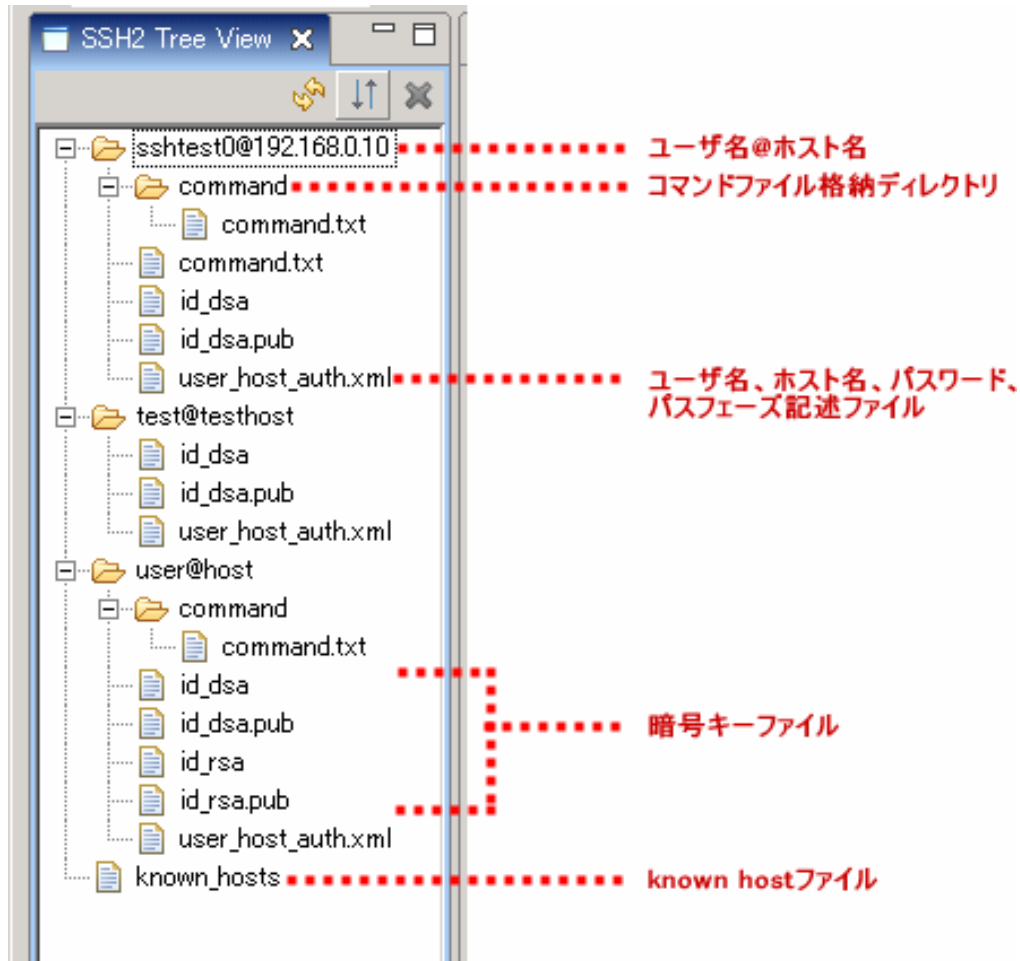 SSH2 Tree View
sshtest0@192.168.0.10 ユーザ名@ホスト名
command コマンドファイル格納ディレクトリ
command.txt
command.txt
id_dsa
id_dsa.pub
user_host_auth.xml ユーザ名、ホスト名、パスワード、
パスフェーズ記述ファイル
test@testhost
id_dsa
id_dsa.pub
user_host_auth.xml
user@host
command
command.txt
id_dsa
id_dsa.pub 暗号キーファイル
id_rsa
id_rsa.pub
user_host_auth.xml
known_hosts known hostファイル